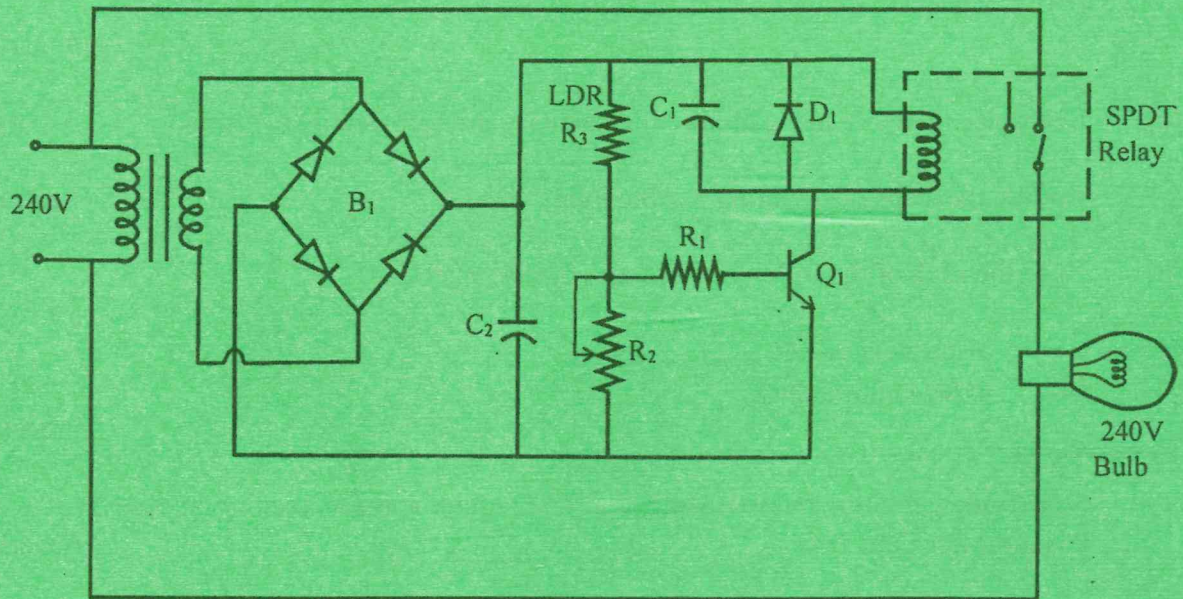 240V
B₁
C₂
LDR
R₃
C₁
D₁
R₁
Q₁
R₂
SPDT
Relay
240V
Bulb